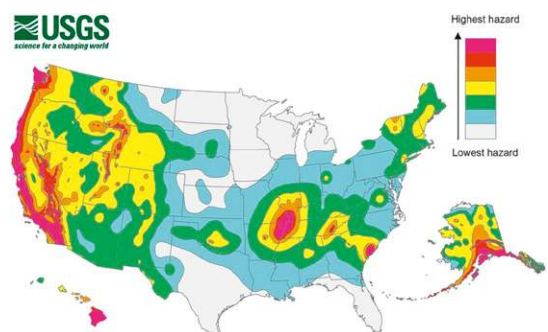 USGS
science for a changing world
Highest hazard
Lowest hazard